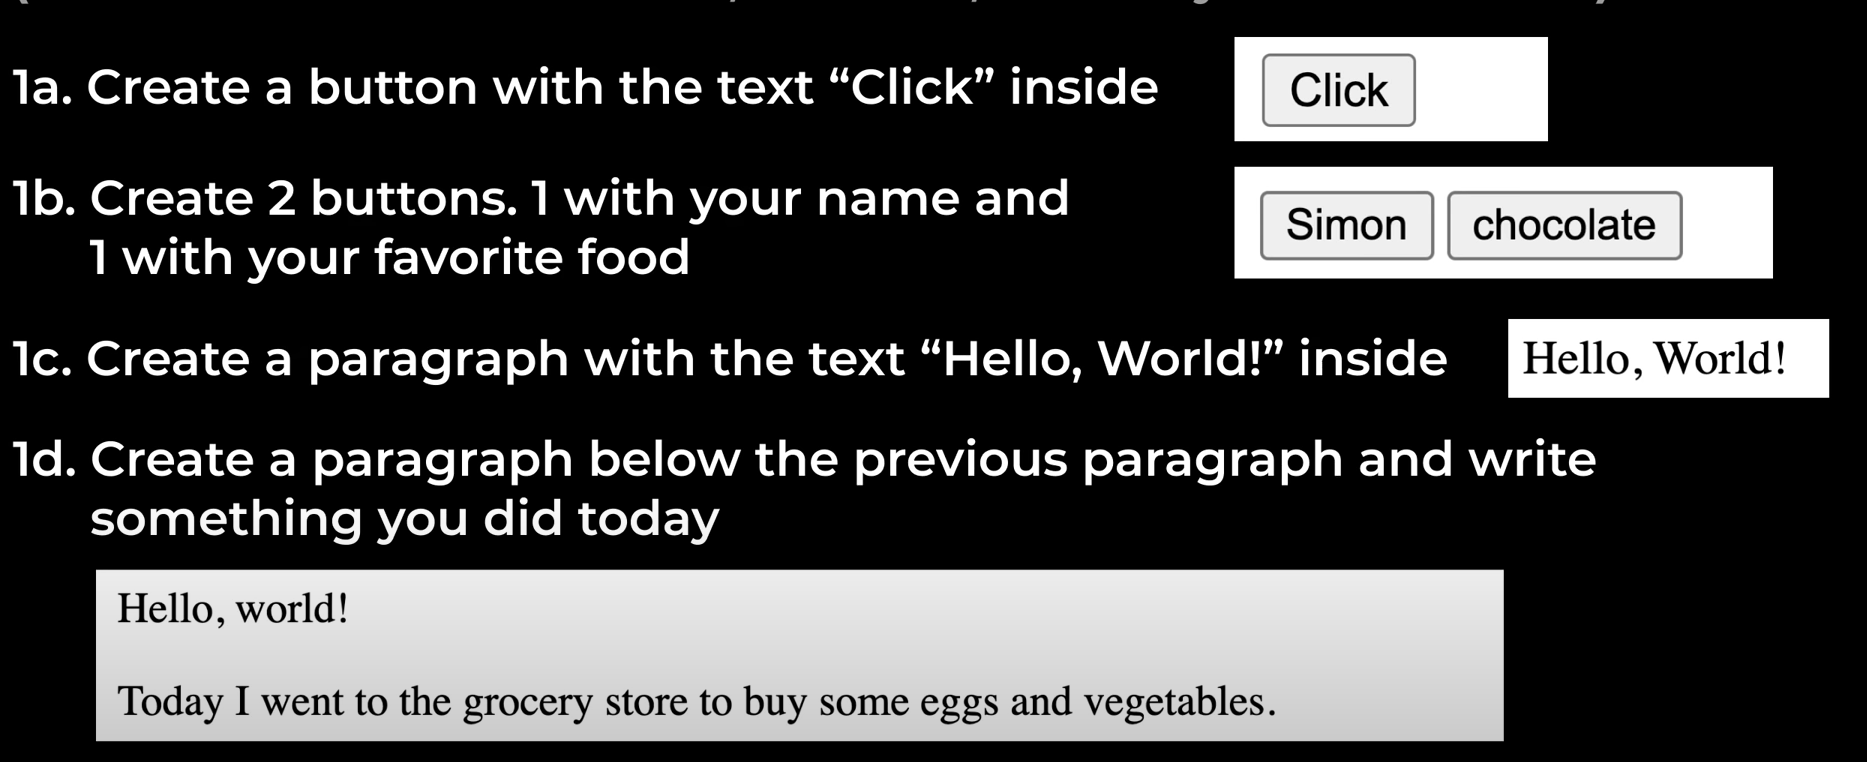 1a. Create a button with the text “Click” inside
Click
1b. Create 2 buttons. 1 with your name and
1 with your favorite food
Simon
chocolate
1c. Create a paragraph with the text “Hello, World!” inside
Hello, World!
1d. Create a paragraph below the previous paragraph and write
something you did today
Hello, world!
Today I went to the grocery store to buy some eggs and vegetables.